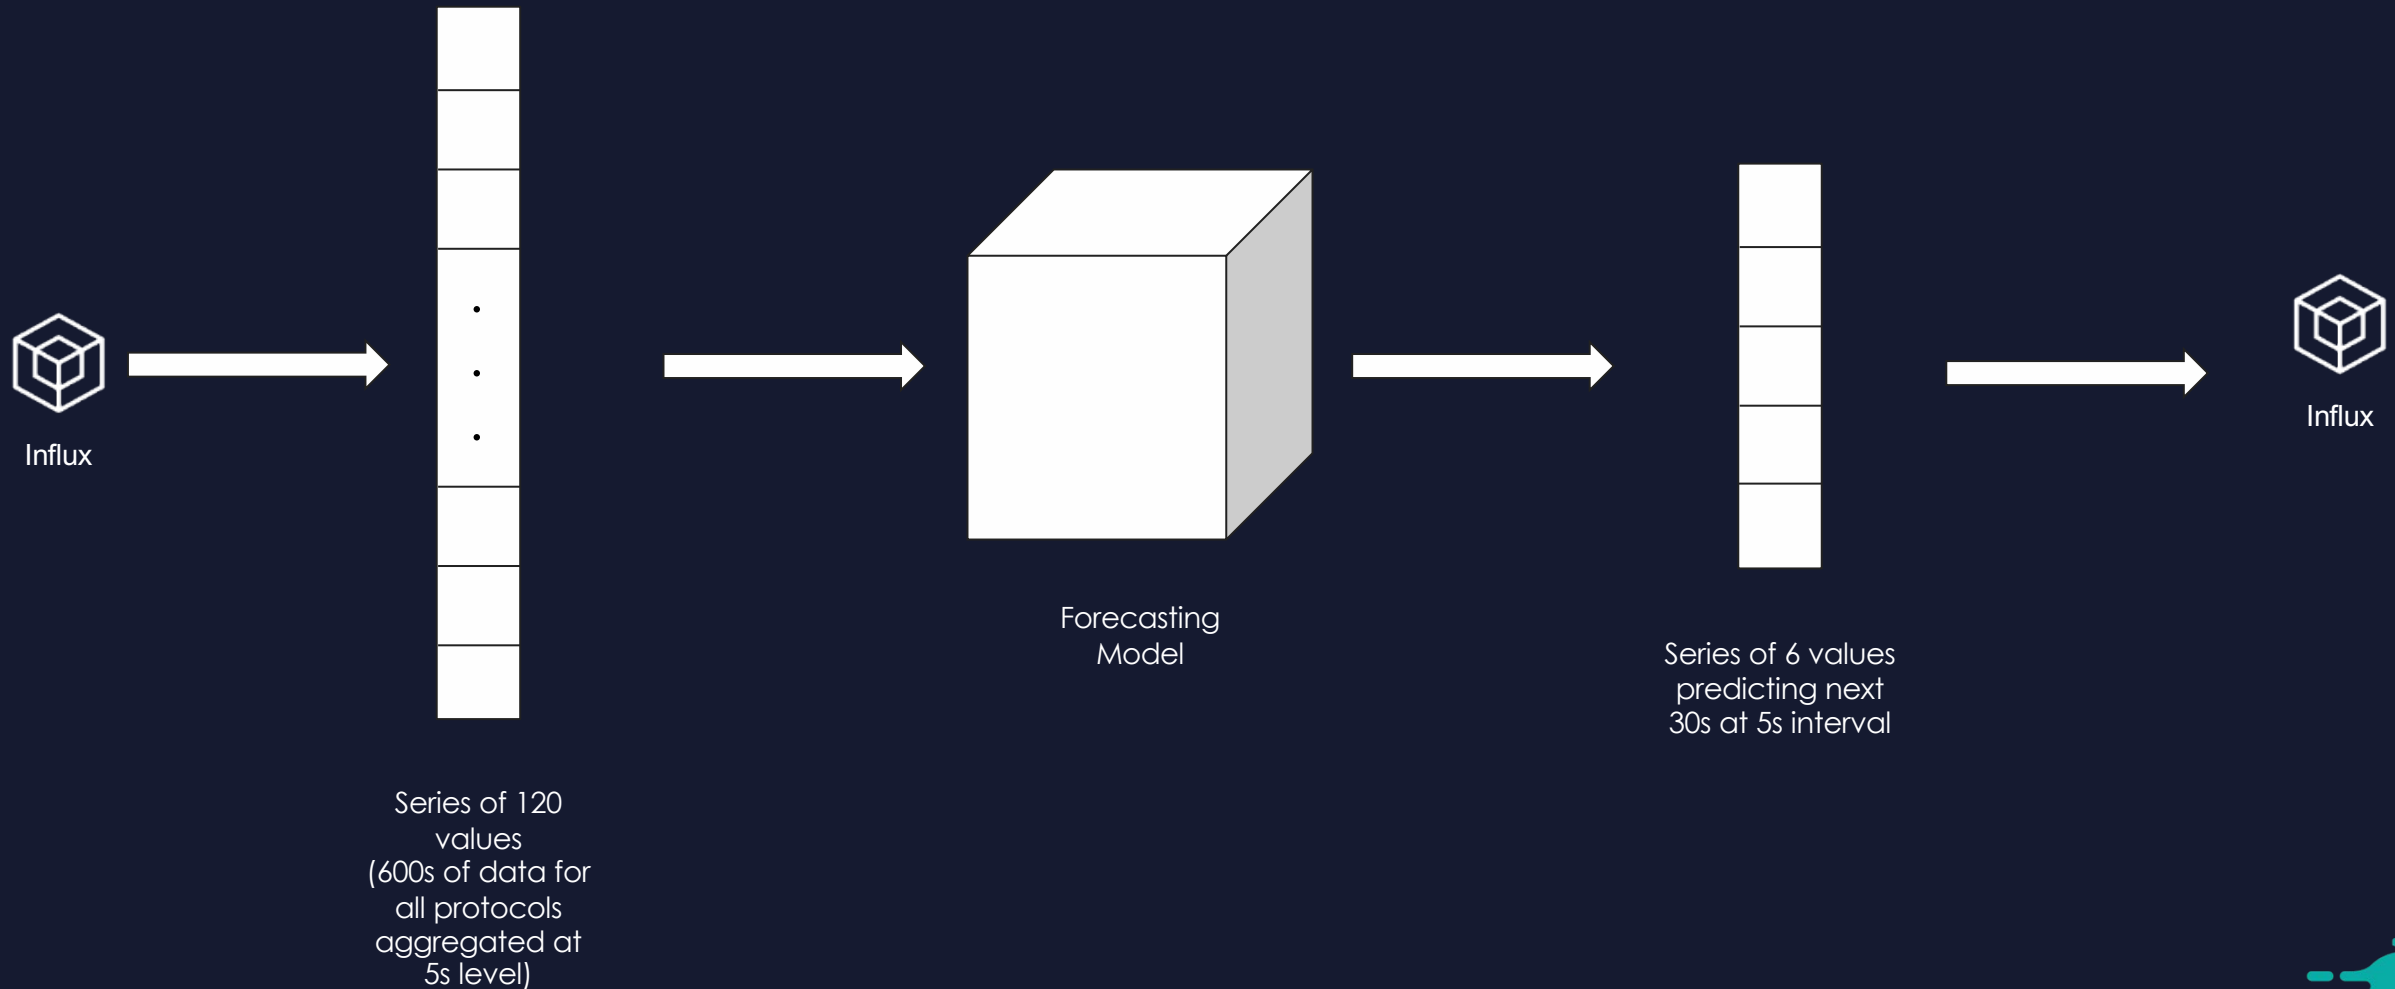 Influx
Series of 120
values
(600s of data for
all protocols
aggregated at
5s level)
Forecasting
Model
Series of 6 values
predicting next
30s at 5s interval
Influx